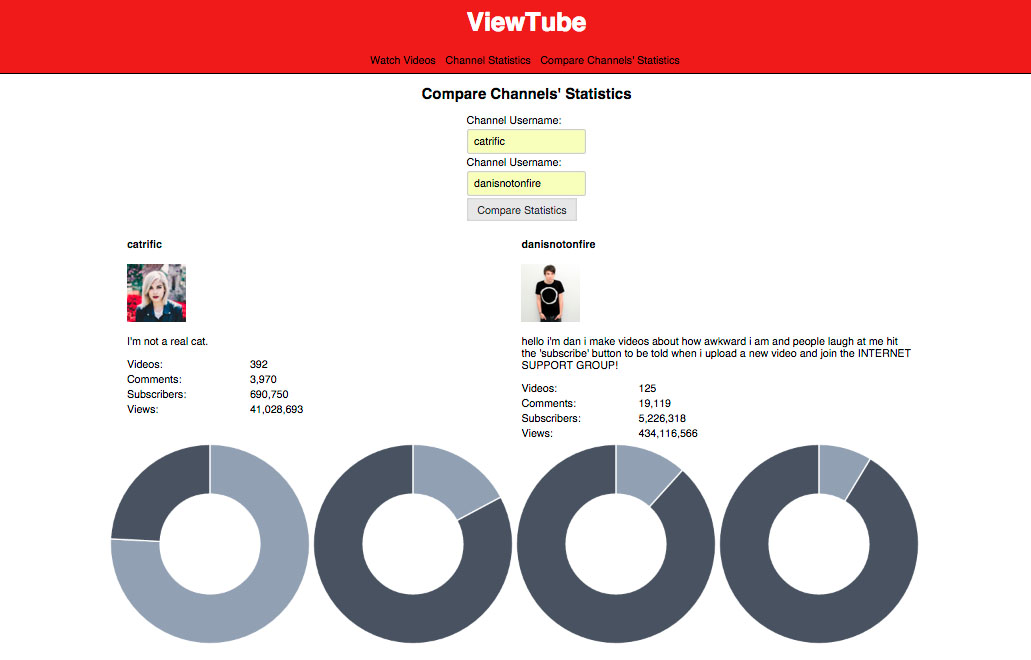 ViewTube
Watch Videos Channel Statistics Compare Channels' Statistics
Compare Channels' Statistics
Channel Username:
catrific
Channel Username:
danisnotonfire
Compare Statistics
catrific
I'm not a real cat.
Videos: 392
Comments: 3,970
Subscribers: 690,750
Views: 41,028,693
danisnotonfire
hello i'm dan i make videos about how awkward i am and people laugh at me hit
the 'subscribe' button to be told when i upload a new video and join the INTERNET
SUPPORT GROUP!
Videos: 125
Comments: 19,119
Subscribers: 5,226,318
Views: 434,116,566